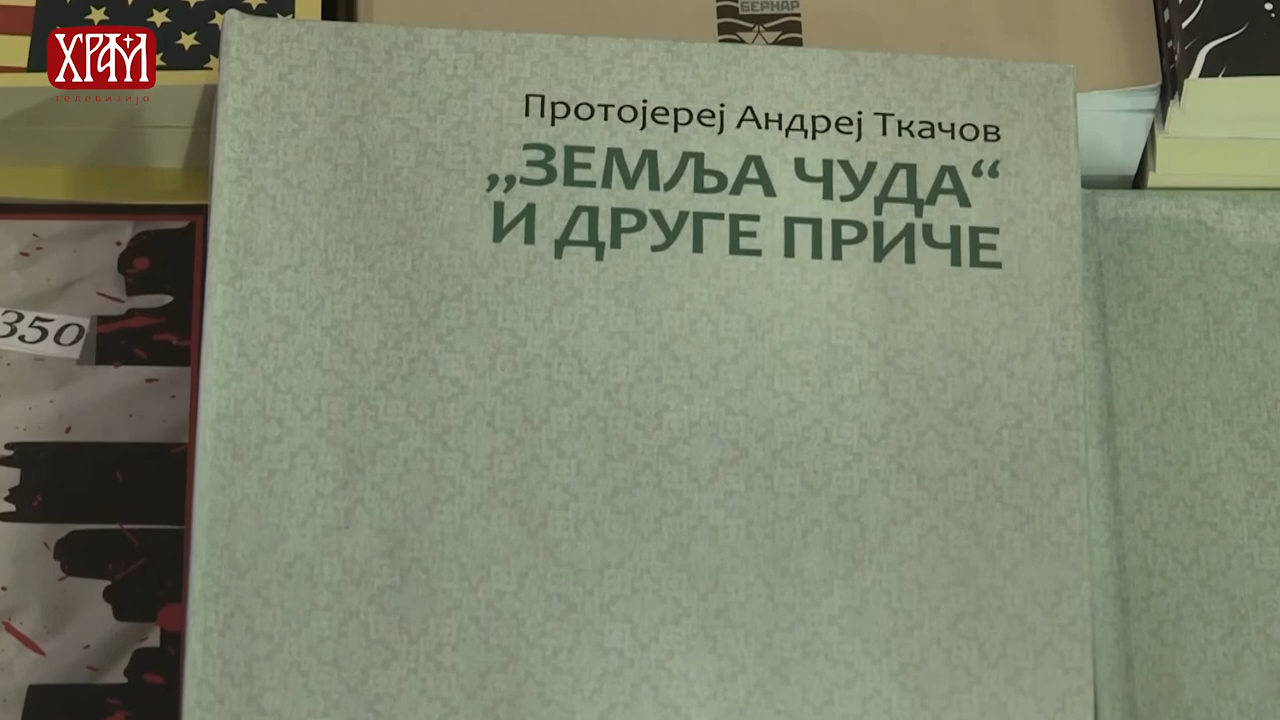 БЕРНАР
ХРАМ
телевизија
Протојереј Андреј Ткачов
„ЗЕМЉА ЧУДА“
И ДРУГЕ ПРИЧЕ
350